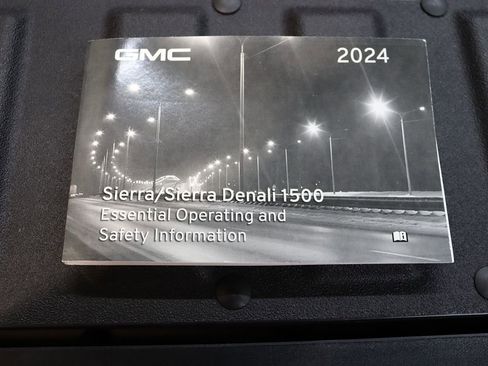 GMC 2024
Sierra/Sierra Denali 1500
Essential Operating and
Safety Information